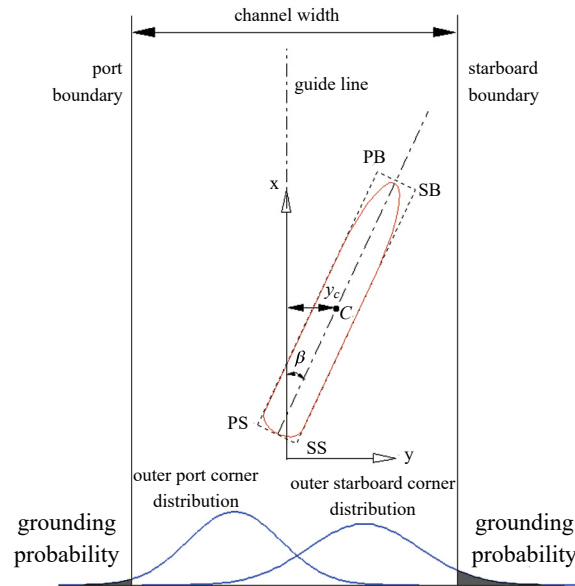 channel width
port
boundary
starboard
boundary
guide line
PB
SB
x
y_c
C
β
PS
SS
y
outer port corner
distribution
outer starboard corner
distribution
grounding
probability
grounding
probability